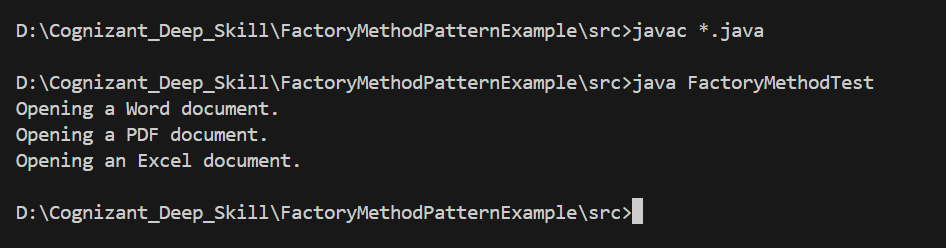 D:\Cognizant_Deep_Skill\FactoryMethodPatternExample\src>javac *.java
D:\Cognizant_Deep_Skill\FactoryMethodPatternExample\src>java FactoryMethodTest
Opening a Word document.
Opening a PDF document.
Opening an Excel document.
D:\Cognizant_Deep_Skill\FactoryMethodPatternExample\src>